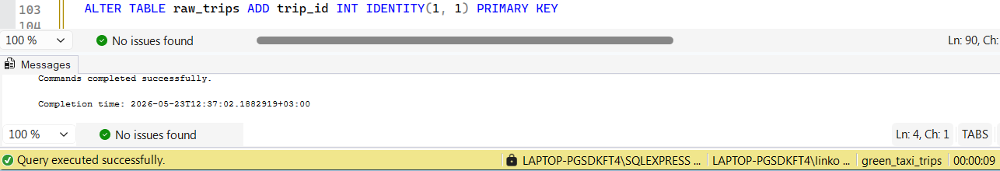 103 ALTER TABLE raw_trips ADD trip_id INT IDENTITY(1, 1) PRIMARY KEY
104
100 % No issues found Ln: 90, Ch:
Messages
Commands completed successfully.
Completion time: 2026-05-23T12:37:02.1882919+03:00
100 % No issues found Ln: 4, Ch: 1 TABS
Query executed successfully. LAPTOP-PGSDKFT4\SQLEXPRESS ... LAPTOP-PGSDKFT4\linko ... green_taxi_trips 00:00:09